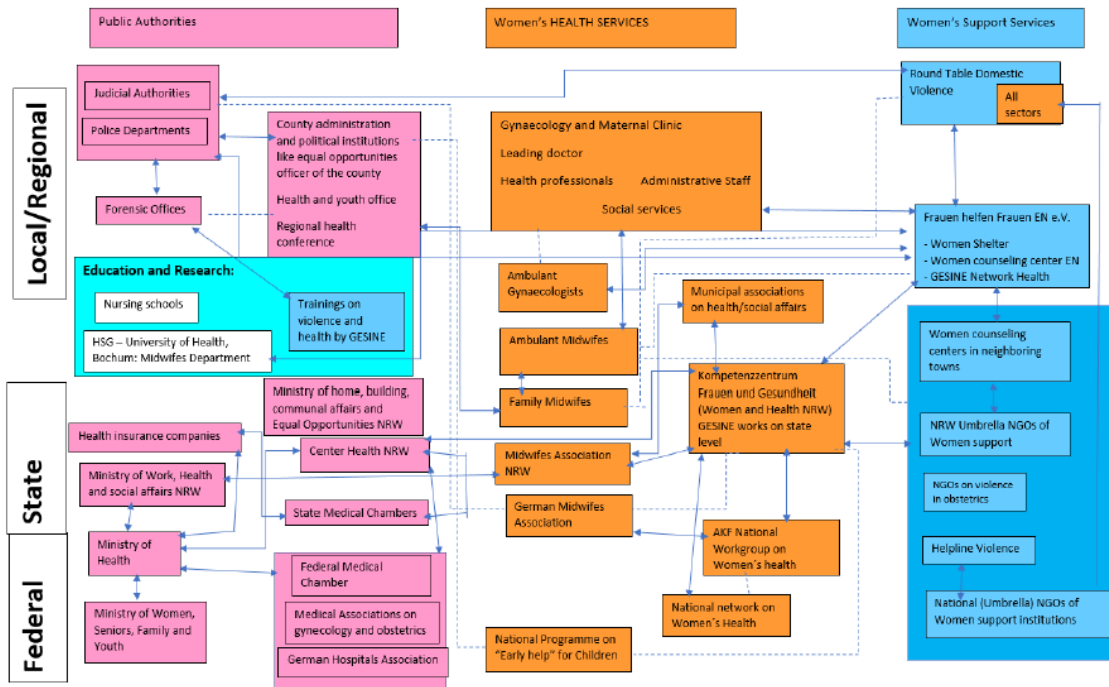 Public Authorities
Women's HEALTH SERVICES
Women's Support Services
Local/Regional
State
Federal
Judicial Authorities
Police Departments
Forensic Offices
County administration
and political institutions
like equal opportunities
officer of the county
Health and youth office
Regional health
conference
Education and Research:
Nursing schools
HSG – University of Health,
Bochum: Midwifes Department
Trainings on
violence and
health by GESINE
Ministry of home, building,
communal affairs and
Equal Opportunities NRW
Health insurance companies
Center Health NRW
Ministry of Work, Health
and social affairs NRW
State Medical Chambers
Ministry of
Health
Federal Medical
Chamber
Medical Associations on
gynecology and obstetrics
German Hospitals Association
Ministry of Women,
Seniors, Family and
Youth
Gynaecology and Maternal Clinic
Leading doctor
Health professionals Administrative Staff
Social services
Ambulant
Gynaecologists
Municipal associations
on health/social affairs
Ambulant Midwifes
Family Midwifes
Kompetenzzentrum
Frauen und Gesundheit
(Women and Health NRW)
GESINE works on state
level
Midwifes Association
NRW
German Midwifes
Association
AKF National
Workgroup on
Women´s health
National network on
Women´s Health
National Programme on
"Early help" for Children
Round Table Domestic
Violence
All
sectors
Frauen helfen Frauen EN e.V.
- Women Shelter
- Women counseling center EN
- GESINE Network Health
Women counseling
centers in neighboring
towns
NRW Umbrella NGOs of
Women support
NGOs on violence
in obstetrics
Helpline Violence
National (Umbrella) NGOs of
Women support institutions